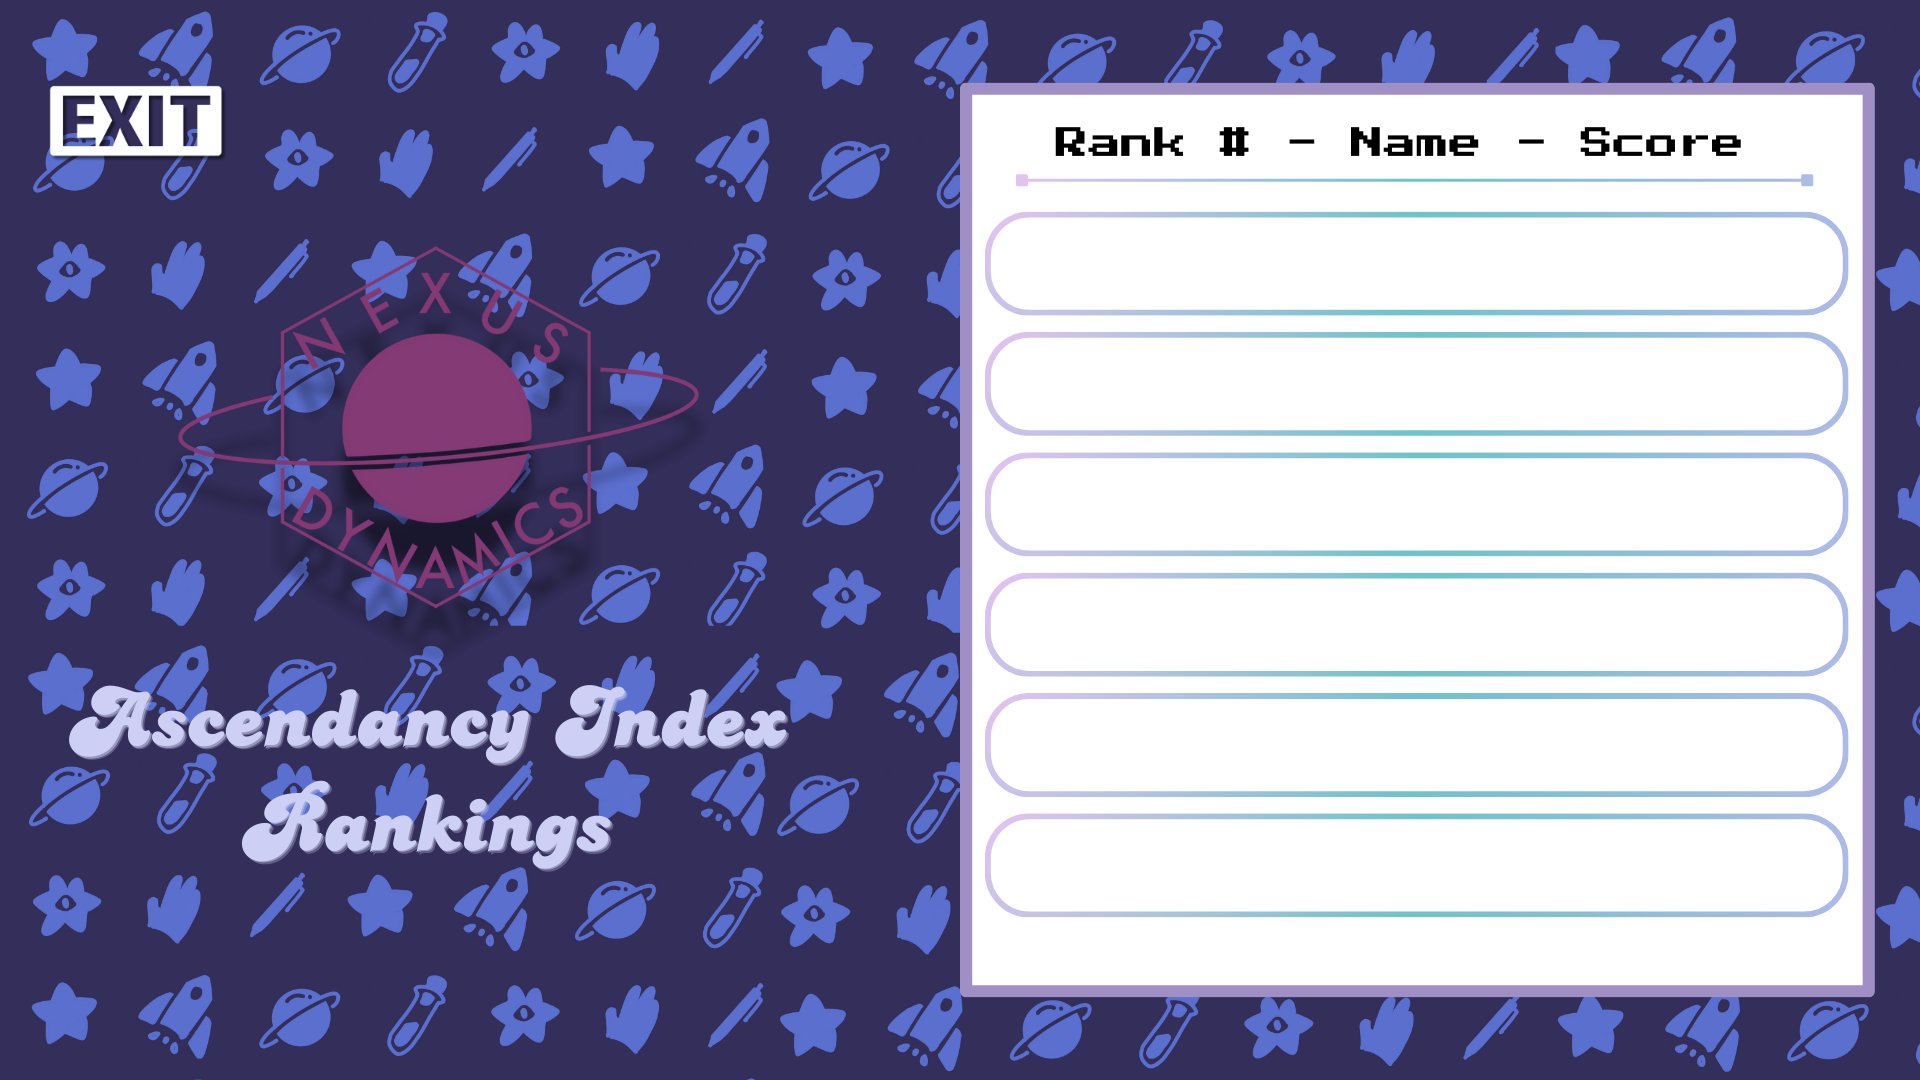 EXIT
NEXUS
DYNAMICS
Ascendancy Index
Rankings
Rank # - Name - Score